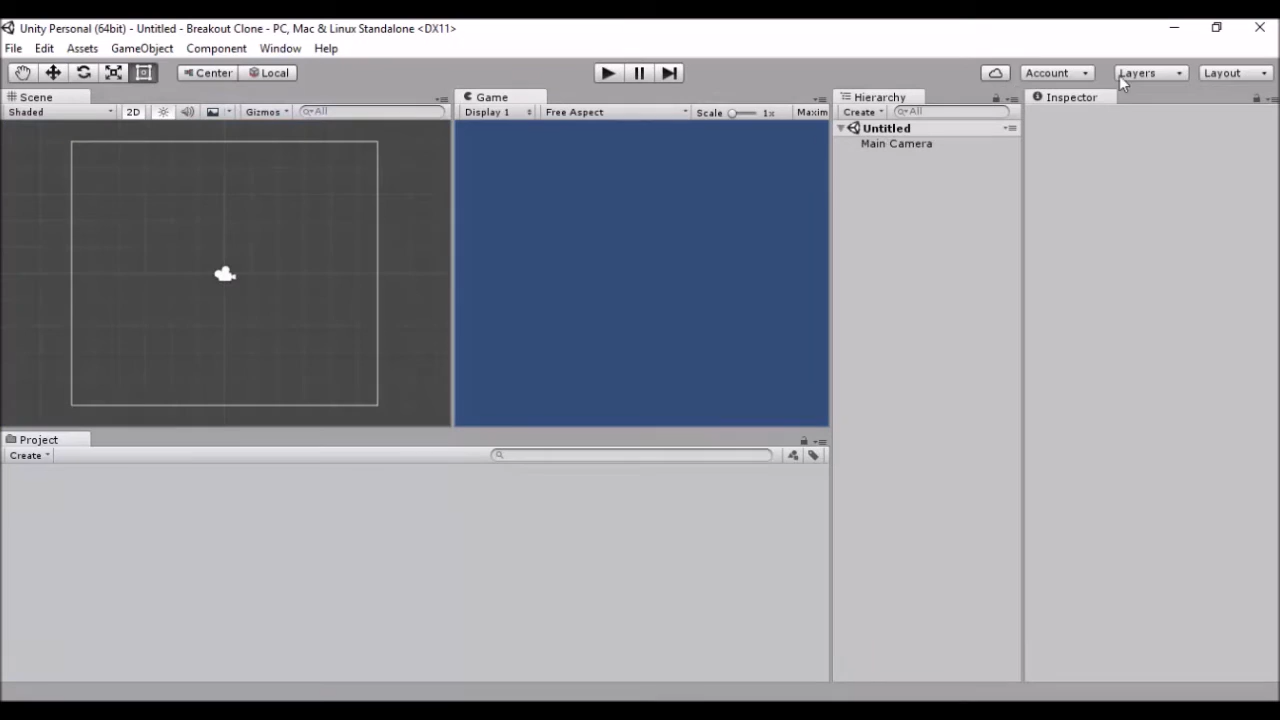 Unity Personal (64bit) - Untitled - Breakout Clone - PC, Mac & Linux Standalone <DX11>
File Edit Assets GameObject Component Window Help
Center Local Account Layers Layout
Scene Game Hierarchy Inspector
Shaded 2D Gizmos All Display 1 Free Aspect Scale 1x Maxim Create All
Untitled
Main Camera
Project
Create